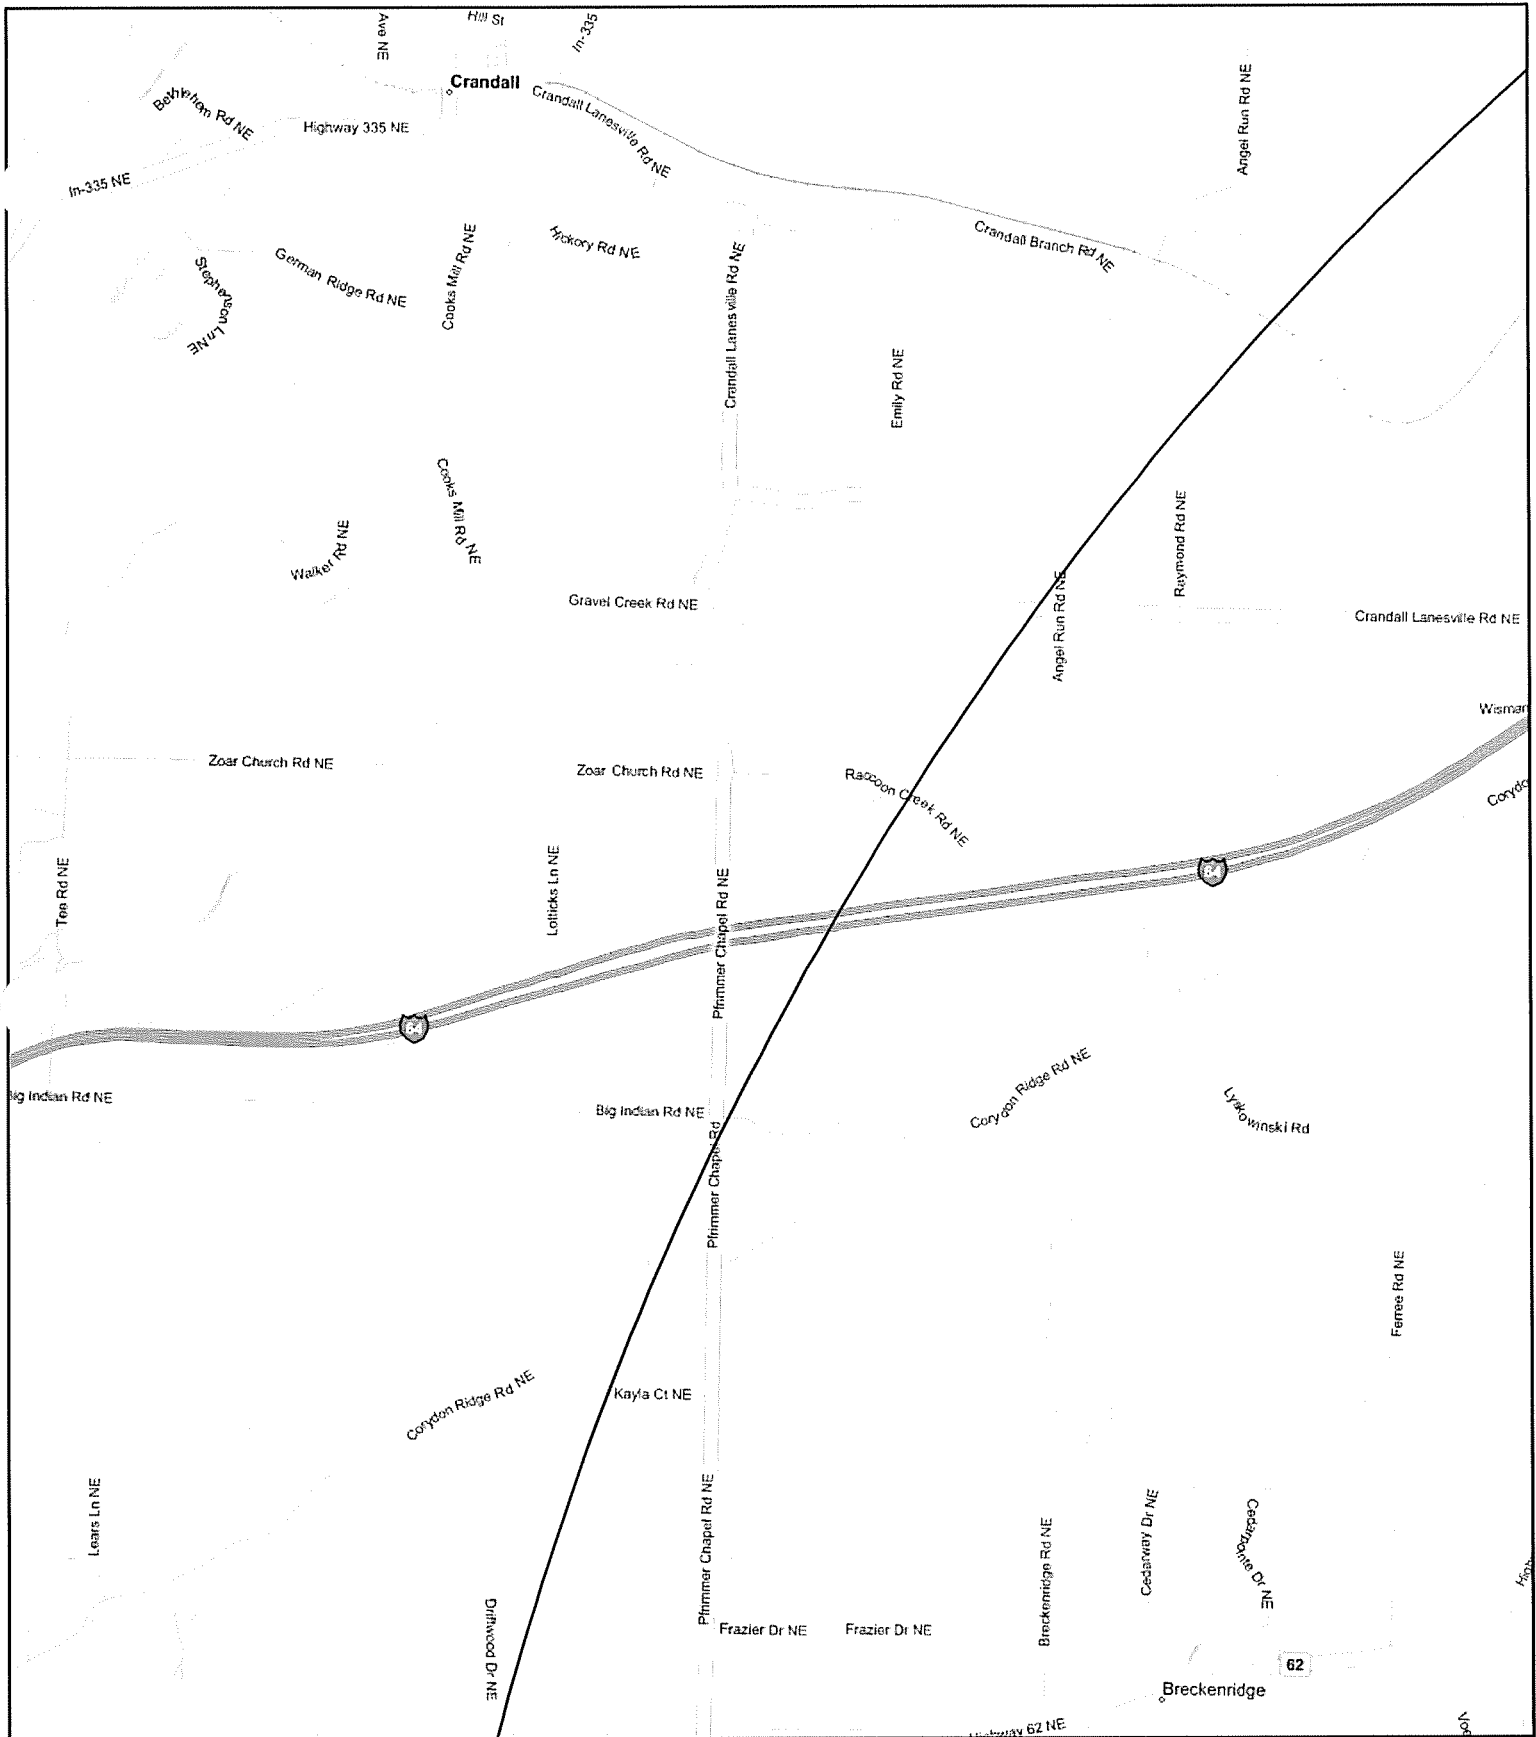 Ave NE
Hill St
In-335
Crandall
Bethlehem Rd NE
Highway 335 NE
Crandall Lanesville Rd NE
Angel Run Rd NE
In-335 NE
Stephenson Ln NE
German Ridge Rd NE
Cooks Mill Rd NE
Hickory Rd NE
Crandall Lanesville Rd NE
Crandall Branch Rd NE
Emily Rd NE
Cooks Mill Rd NE
Walker Rd NE
Raymond Rd NE
Gravel Creek Rd NE
Angel Run Rd NE
Crandall Lanesville Rd NE
Wisman
Zoar Church Rd NE
Zoar Church Rd NE
Raccoon Creek Rd NE
Corydo
Tee Rd NE
Lotticks Ln NE
Pfrimmer Chapel Rd NE
Big Indian Rd NE
Big Indian Rd NE
Corydon Ridge Rd NE
Lyskowinski Rd
Pfrimmer Chapel Rd
Ferree Rd NE
Corydon Ridge Rd NE
Kayla Ct NE
Lears Ln NE
Pfrimmer Chapel Rd NE
Breckenridge Rd NE
Cedarway Dr NE
Cedarpointe Dr NE
High
Driftwood Dr NE
Frazier Dr NE
Frazier Dr NE
62
Breckenridge
Highway 62 NE